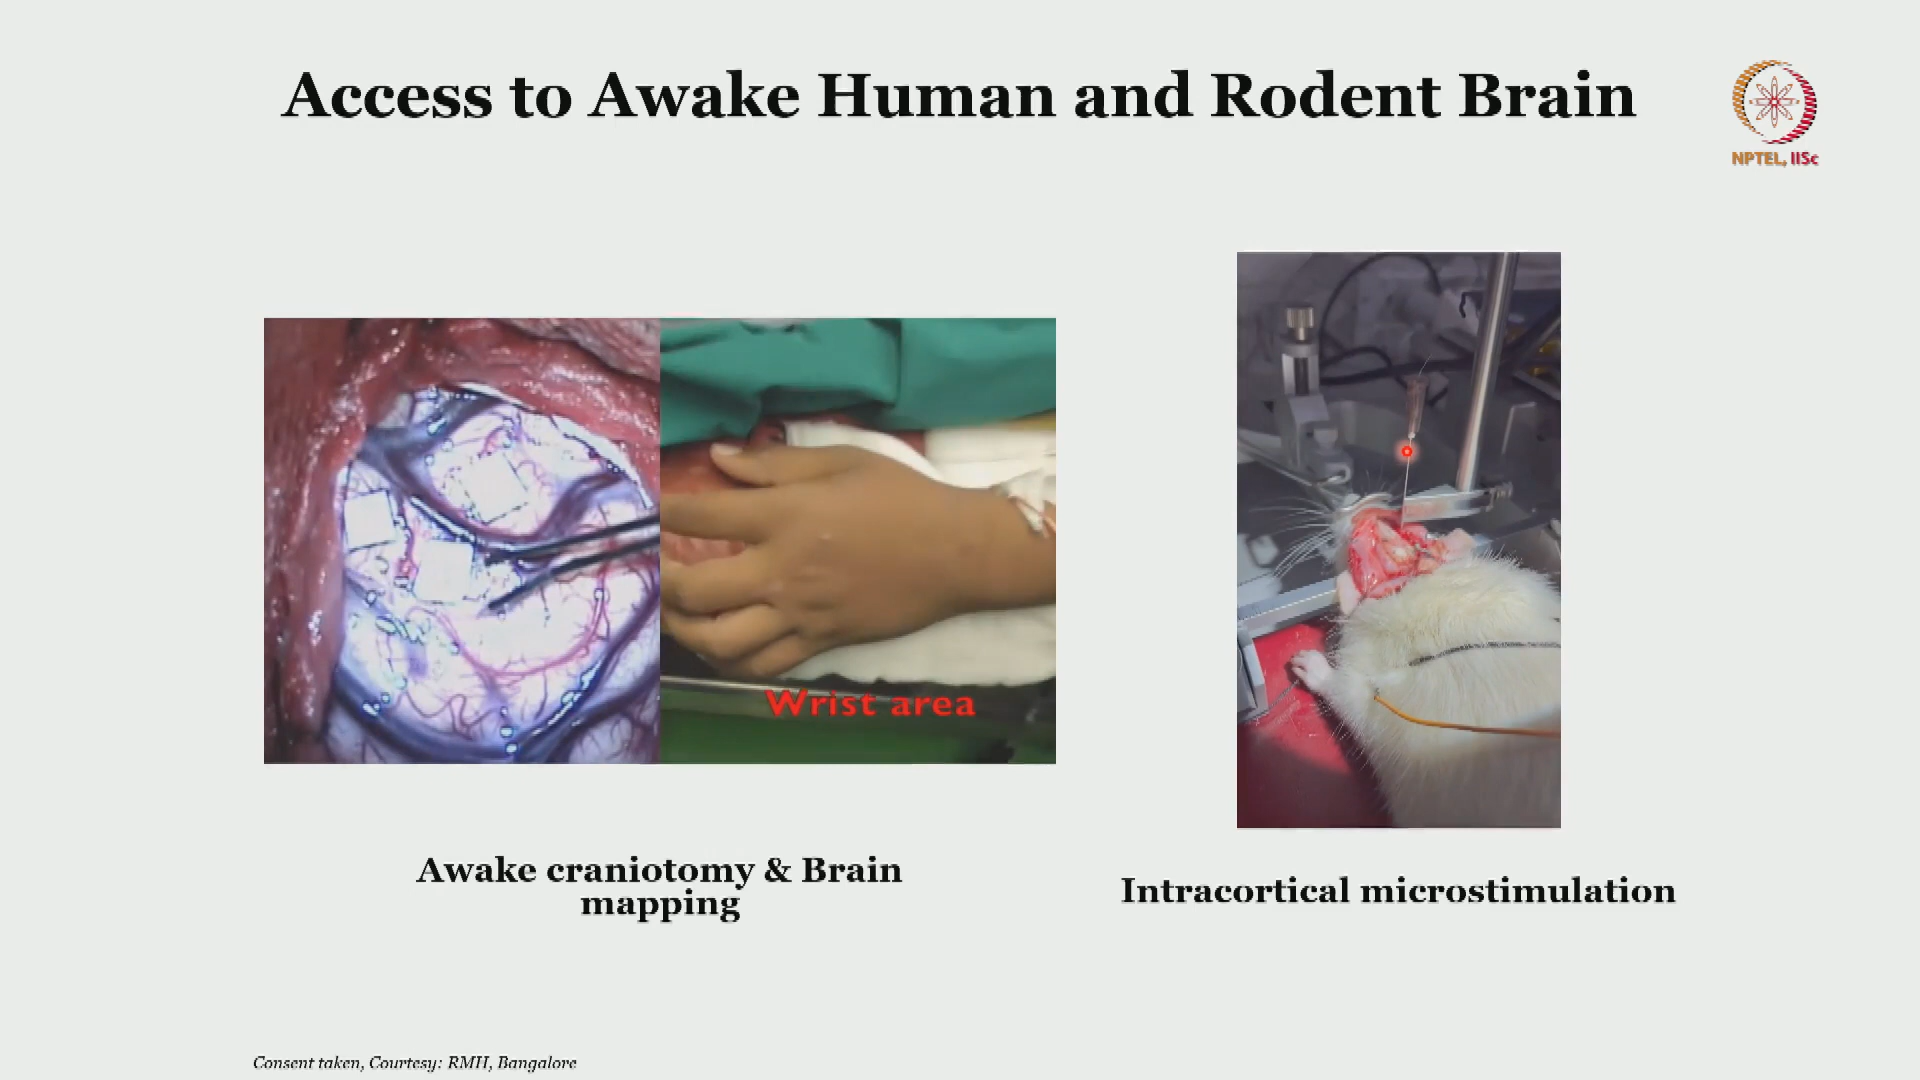 Access to Awake Human and Rodent Brain
NPTEL, IISc
Wrist area
Awake craniotomy & Brain
mapping
Intracortical microstimulation
Consent taken, Courtesy: RMH, Bangalore